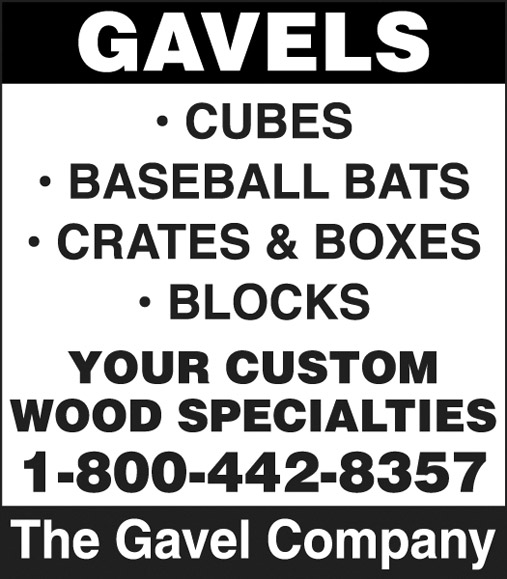 GAVELS
• CUBES
• BASEBALL BATS
• CRATES & BOXES
• BLOCKS
YOUR CUSTOM
WOOD SPECIALTIES
1-800-442-8357
The Gavel Company